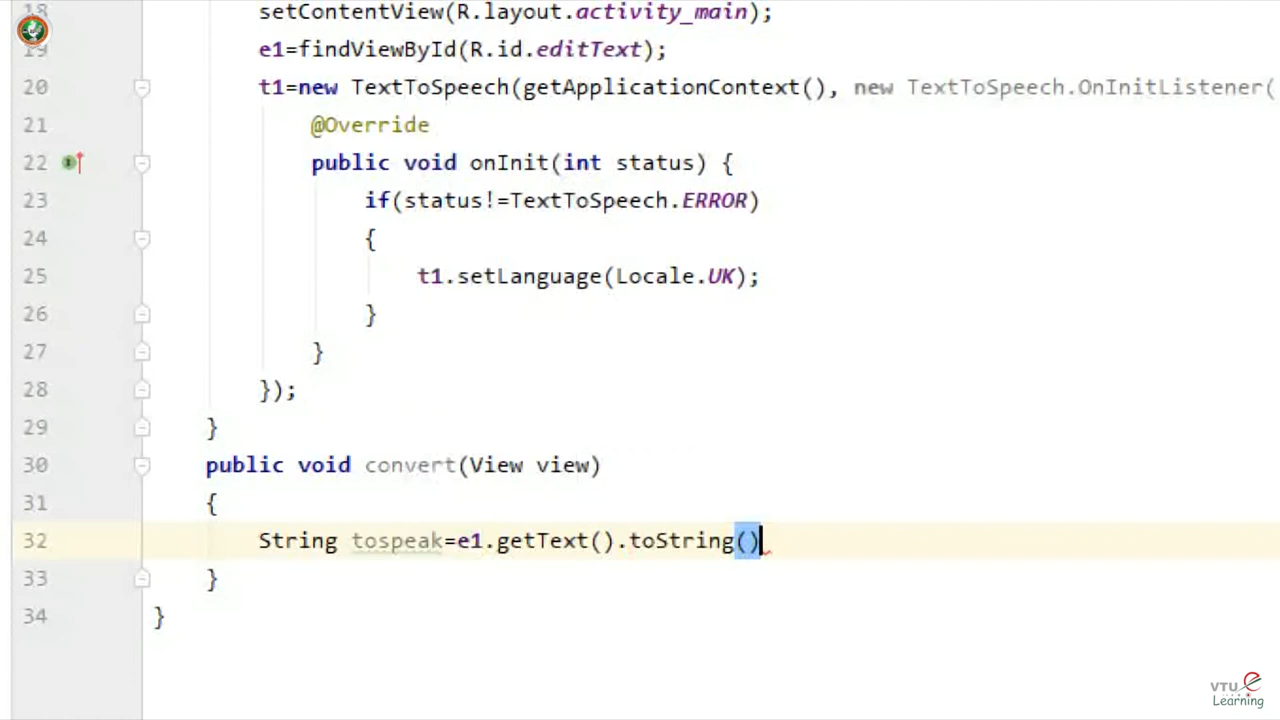 18 setContentView(R.layout.activity_main);
19 e1=findViewById(R.id.editText);
20 t1=new TextToSpeech(getApplicationContext(), new TextToSpeech.OnInitListener(
21 @Override
22 public void onInit(int status) {
23 if(status!=TextToSpeech.ERROR)
24 {
25 t1.setLanguage(Locale.UK);
26 }
27 }
28 });
29 }
30 public void convert(View view)
31 {
32 String tospeak=e1.getText().toString()
33 }
34 }
VTU e
Learning